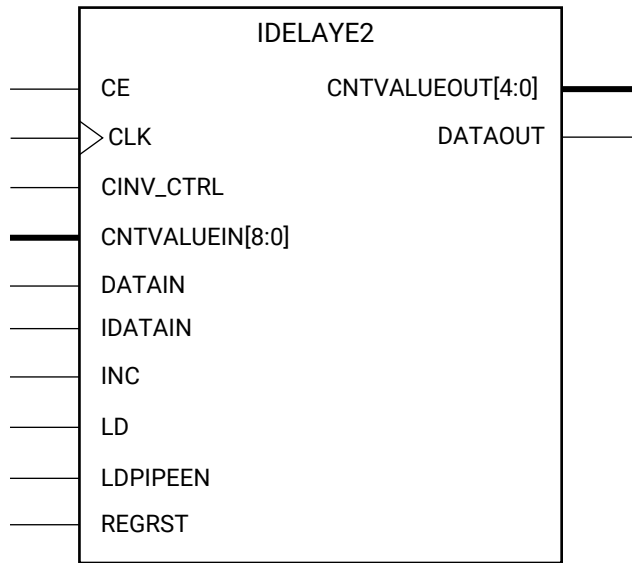 IDELAYE2
CE
CNTVALUEOUT[4:0]
CLK
DATAOUT
CINV_CTRL
CNTVALUEIN[8:0]
DATAIN
IDATAIN
INC
LD
LDPIPEEN
REGRST